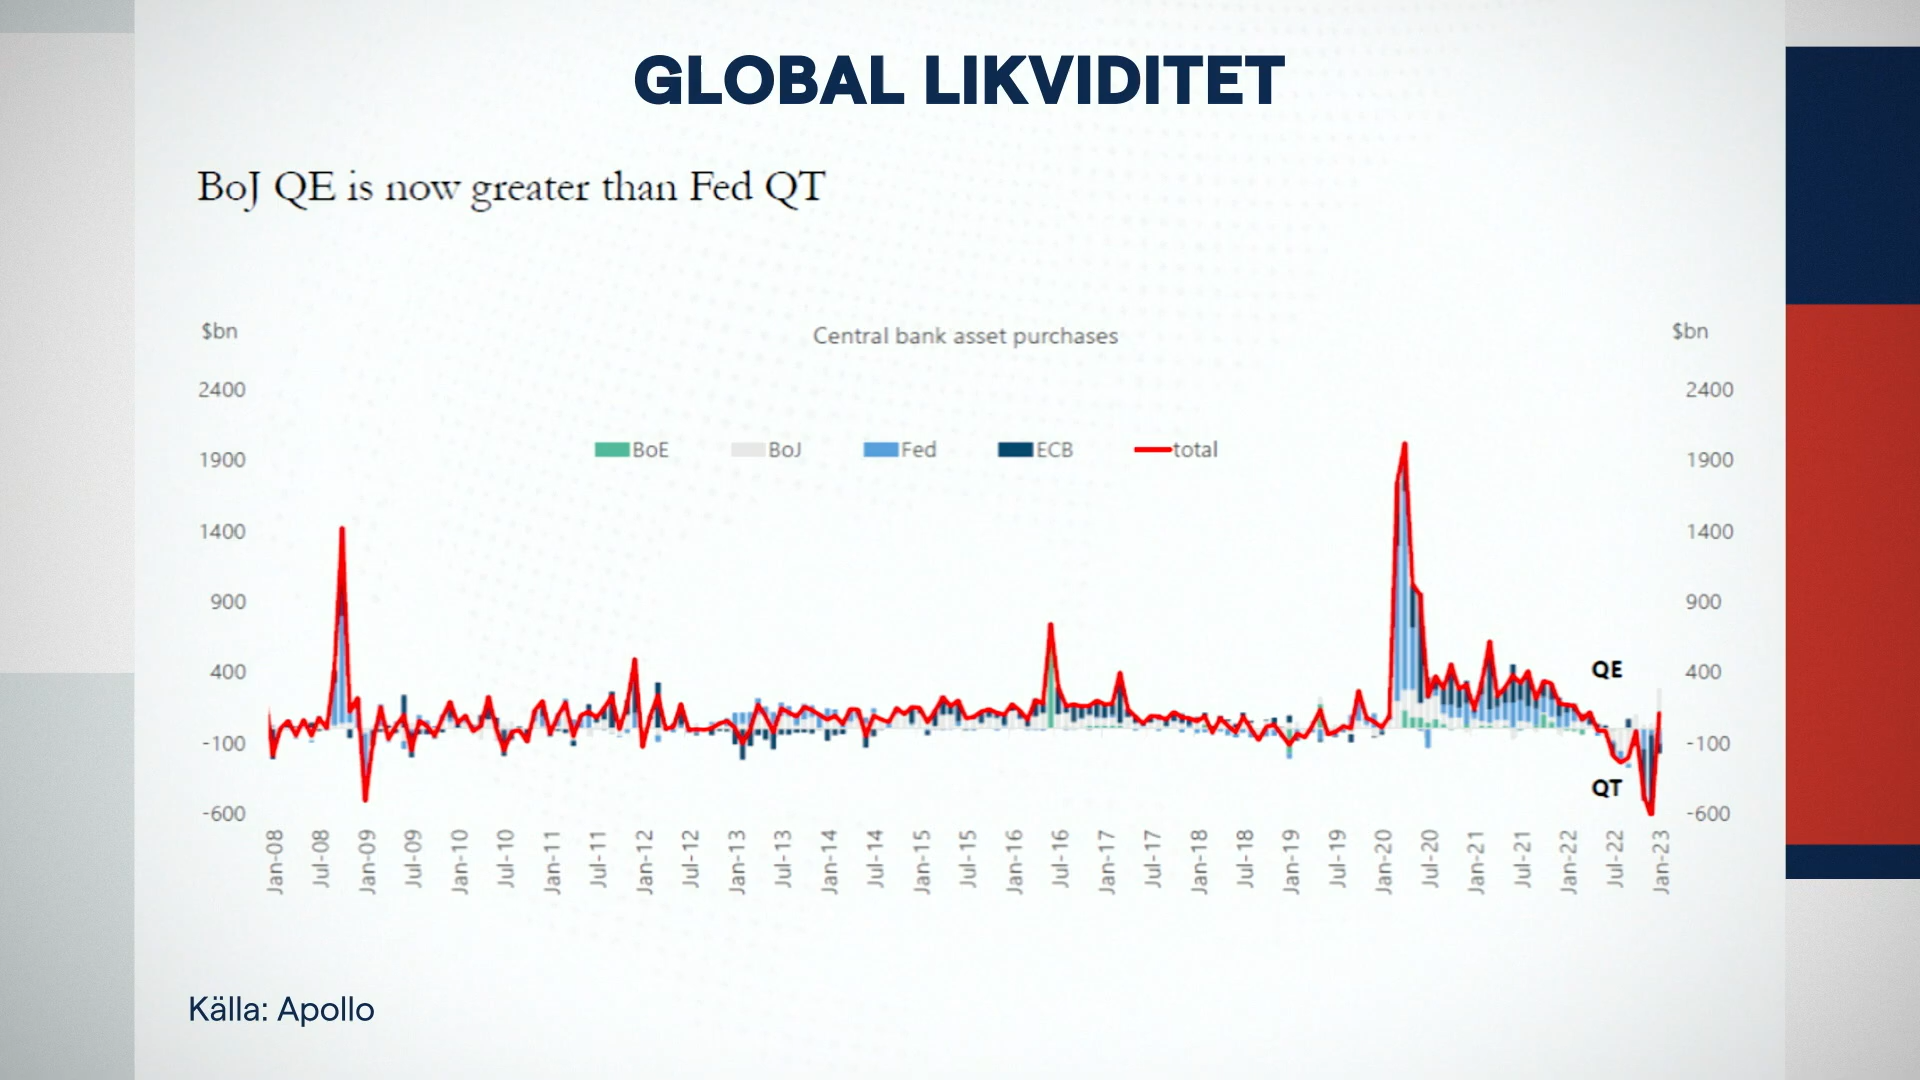 GLOBAL LIKVIDITET
BoJ QE is now greater than Fed QT
$bn
Central bank asset purchases
$bn
2400
2400
BoE
BoJ
Fed
ECB
total
1900
1900
1400
1400
900
900
QE
400
400
-100
-100
QT
-600
-600
Jan-08
Jul-08
Jan-09
Jul-09
Jan-10
Jul-10
Jan-11
Jul-11
Jan-12
Jul-12
Jan-13
Jul-13
Jan-14
Jul-14
Jan-15
Jul-15
Jan-16
Jul-16
Jan-17
Jul-17
Jan-18
Jul-18
Jan-19
Jul-19
Jan-20
Jul-20
Jan-21
Jul-21
Jan-22
Jul-22
Jan-23
Källa: Apollo